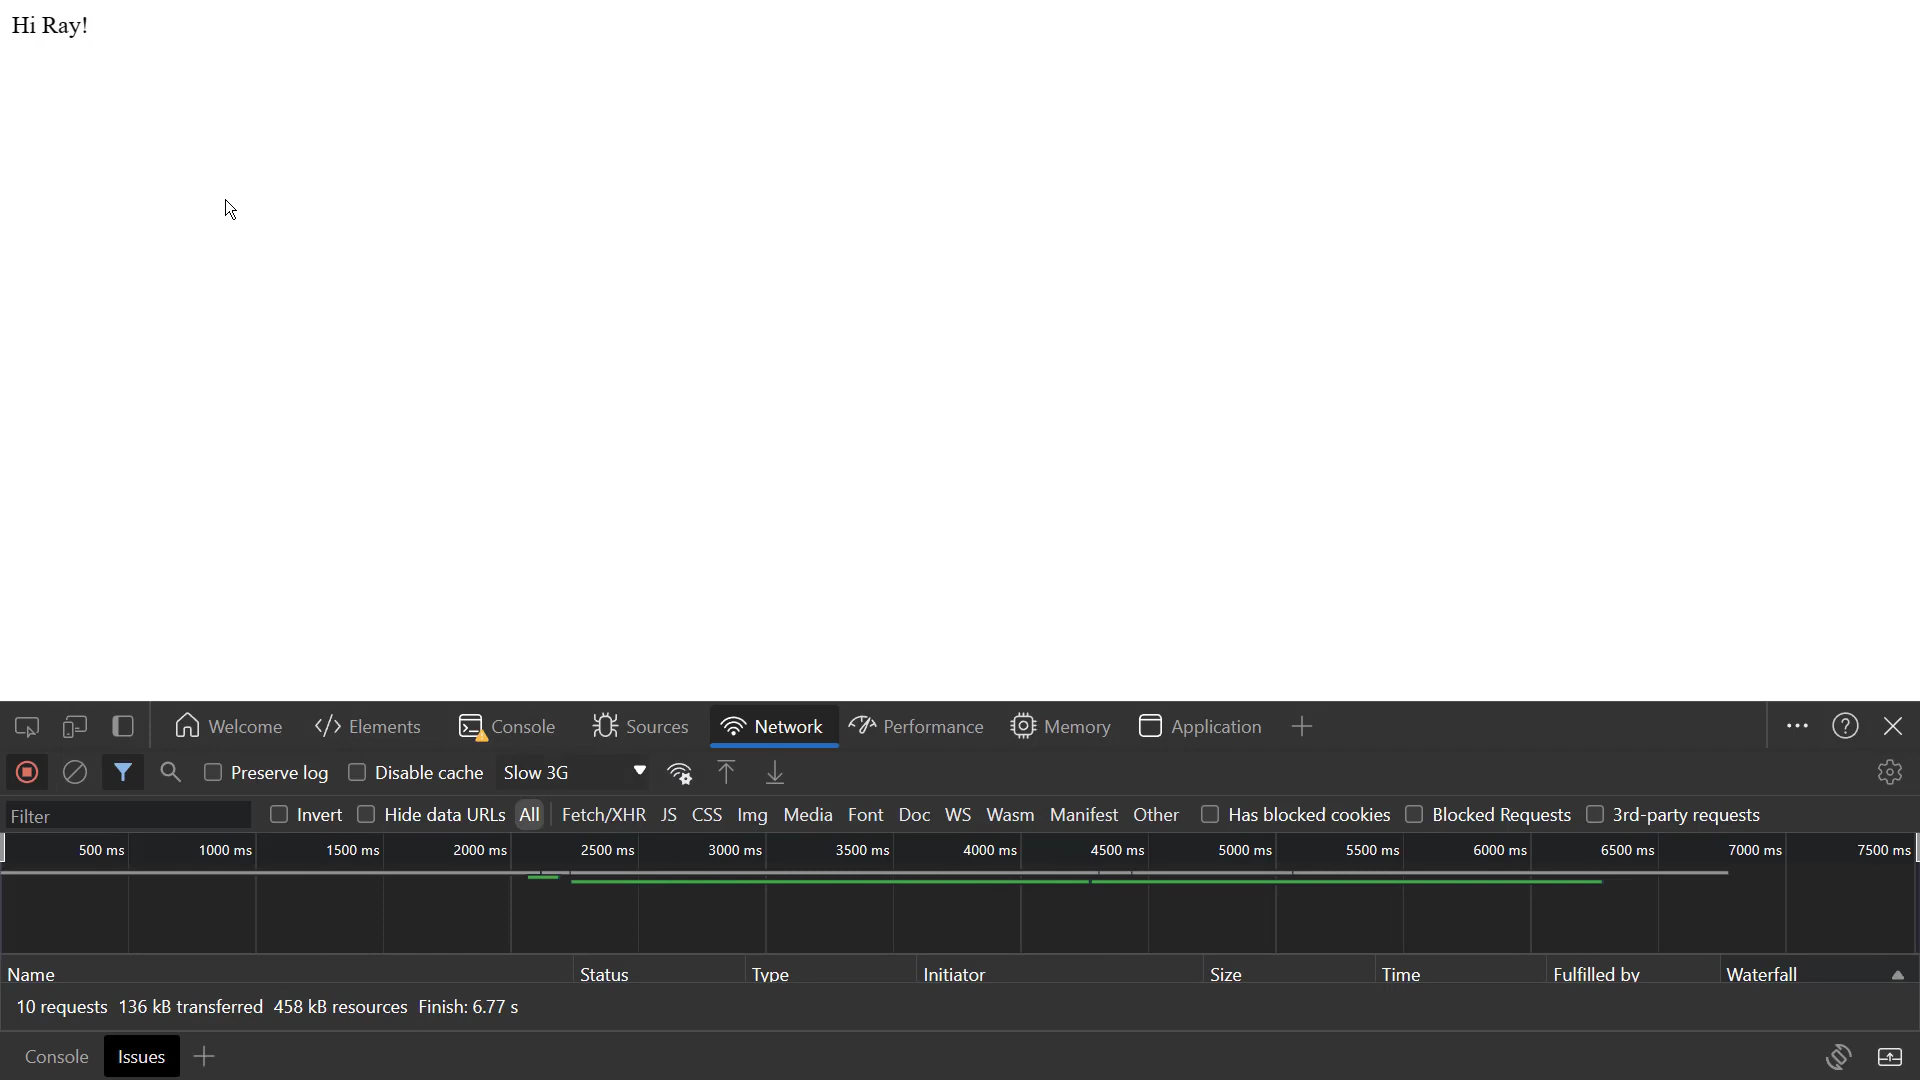 Hi Ray!
Welcome Elements Console Sources Network Performance Memory Application
Preserve log Disable cache Slow 3G
Filter Invert Hide data URLs All Fetch/XHR JS CSS Img Media Font Doc WS Wasm Manifest Other Has blocked cookies Blocked Requests 3rd-party requests
500 ms 1000 ms 1500 ms 2000 ms 2500 ms 3000 ms 3500 ms 4000 ms 4500 ms 5000 ms 5500 ms 6000 ms 6500 ms 7000 ms 7500 ms
Name Status Type Initiator Size Time Fulfilled by Waterfall
10 requests 136 kB transferred 458 kB resources Finish: 6.77 s
Console Issues